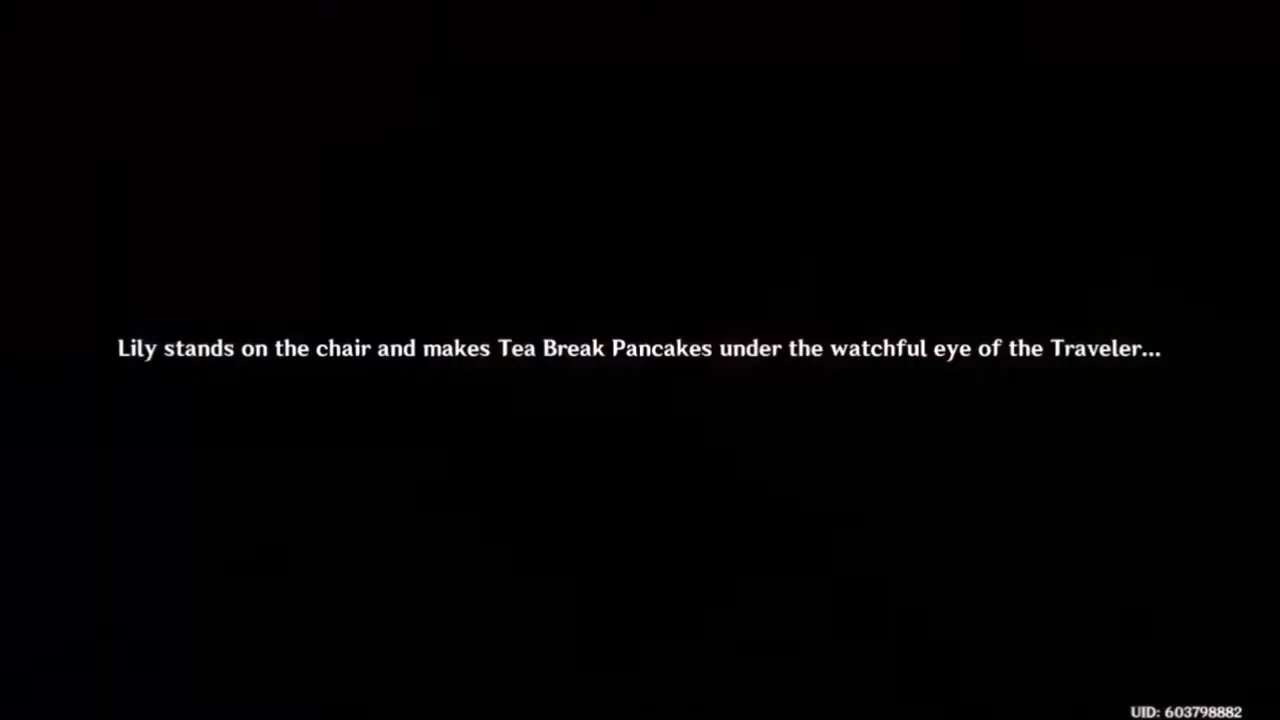 Lily stands on the chair and makes Tea Break Pancakes under the watchful eye of the Traveler...
UID: 603798882